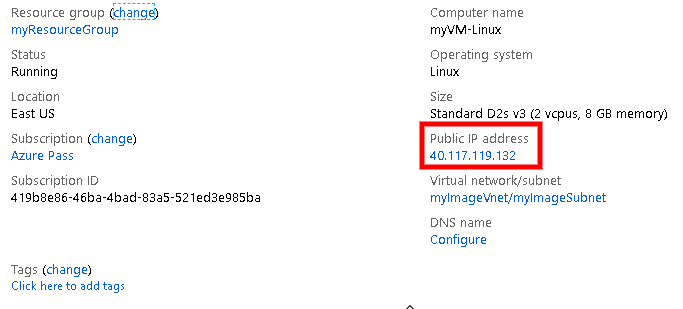 Resource group (change)
myResourceGroup
Status
Running
Location
East US
Subscription (change)
Azure Pass
Subscription ID
419b8e86-46ba-4bad-83a5-521ed3e985ba
Tags (change)
Click here to add tags
Computer name
myVM-Linux
Operating system
Linux
Size
Standard D2s v3 (2 vcpus, 8 GB memory)
Public IP address
40.117.119.132
Virtual network/subnet
myImageVnet/myImageSubnet
DNS name
Configure